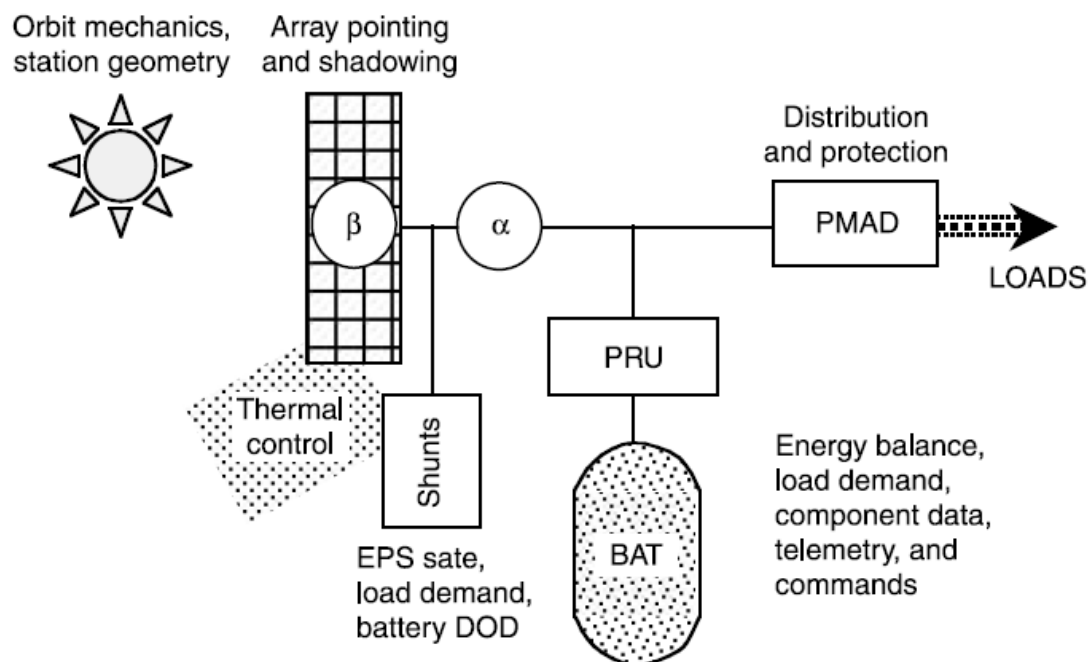 Orbit mechanics,
station geometry
Array pointing
and shadowing
Distribution
and protection
β
α
PMAD
LOADS
PRU
Thermal
control
Shunts
BAT
EPS sate,
load demand,
battery DOD
Energy balance,
load demand,
component data,
telemetry, and
commands